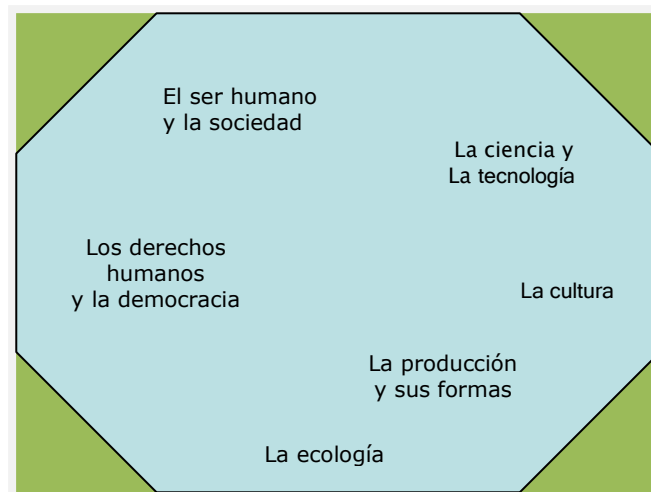 El ser humano
y la sociedad
La ciencia y
La tecnología
Los derechos
humanos
y la democracia
La cultura
La producción
y sus formas
La ecología